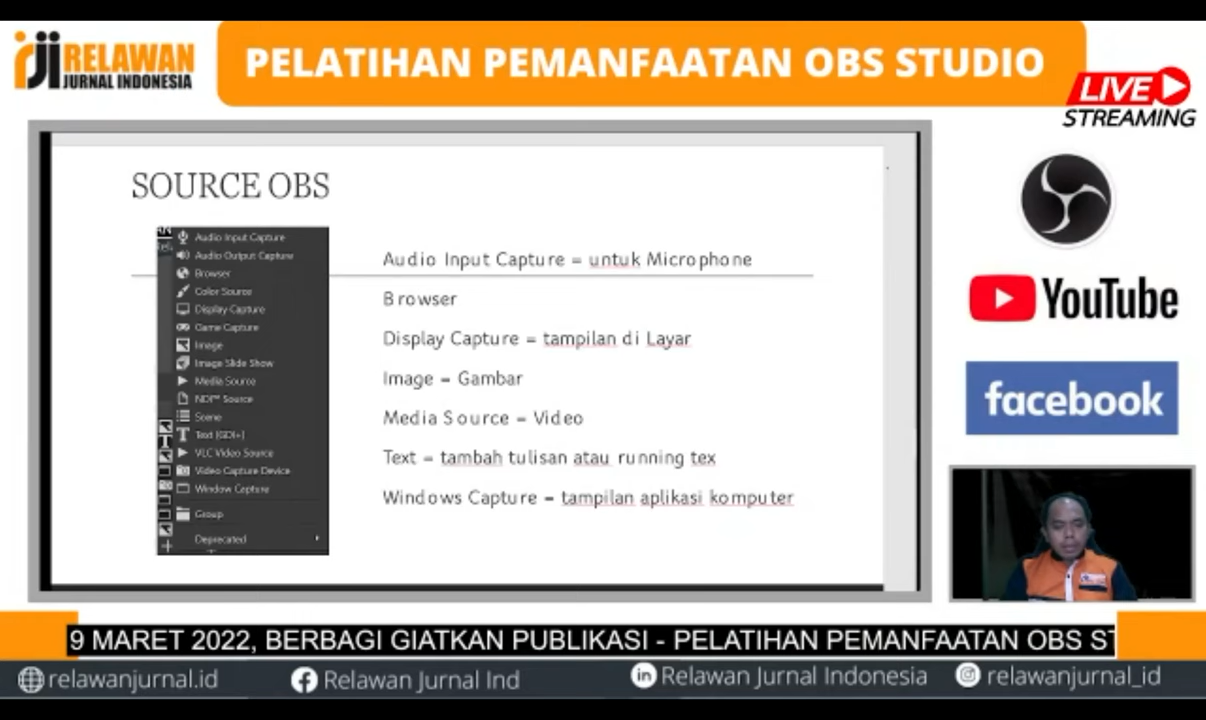 RELAWAN
JURNAL INDONESIA
PELATIHAN PEMANFAATAN OBS STUDIO
LIVE
STREAMING
SOURCE OBS
Audio Input Capture
Audio Output Capture
Browser
Color Source
Display Capture
Game Capture
Image
Image Slide Show
Media Source
NDI™ Source
Scene
Text (GDI+)
VLC Video Source
Video Capture Device
Window Capture
Group
Deprecated
Audio Input Capture = untuk Microphone
Browser
Display Capture = tampilan di Layar
Image = Gambar
Media Source = Video
Text = tambah tulisan atau running tex
Windows Capture = tampilan aplikasi komputer
YouTube
facebook
9 MARET 2022, BERBAGI GIATKAN PUBLIKASI - PELATIHAN PEMANFAATAN OBS ST
relawanjurnal.id
Relawan Jurnal Ind
Relawan Jurnal Indonesia
relawanjurnal_id